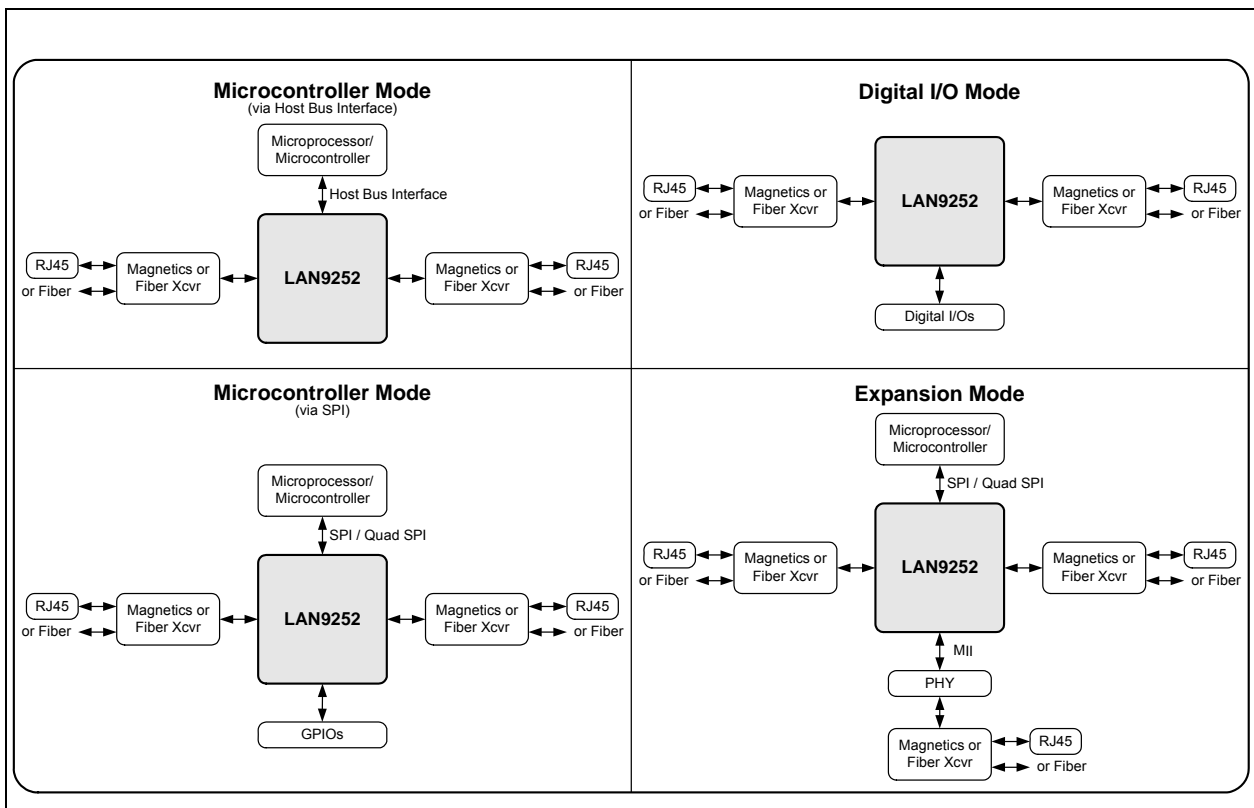 Microcontroller Mode
(via Host Bus Interface)
Microprocessor/
Microcontroller
Host Bus Interface
LAN9252
RJ45
or Fiber
Magnetics or
Fiber Xcvr
Magnetics or
Fiber Xcvr
RJ45
or Fiber
Digital I/O Mode
LAN9252
RJ45
or Fiber
Magnetics or
Fiber Xcvr
Magnetics or
Fiber Xcvr
RJ45
or Fiber
Digital I/Os
Microcontroller Mode
(via SPI)
Microprocessor/
Microcontroller
SPI / Quad SPI
LAN9252
RJ45
or Fiber
Magnetics or
Fiber Xcvr
Magnetics or
Fiber Xcvr
RJ45
or Fiber
GPIOs
Expansion Mode
Microprocessor/
Microcontroller
SPI / Quad SPI
LAN9252
RJ45
or Fiber
Magnetics or
Fiber Xcvr
Magnetics or
Fiber Xcvr
RJ45
or Fiber
MII
PHY
Magnetics or
Fiber Xcvr
RJ45
or Fiber